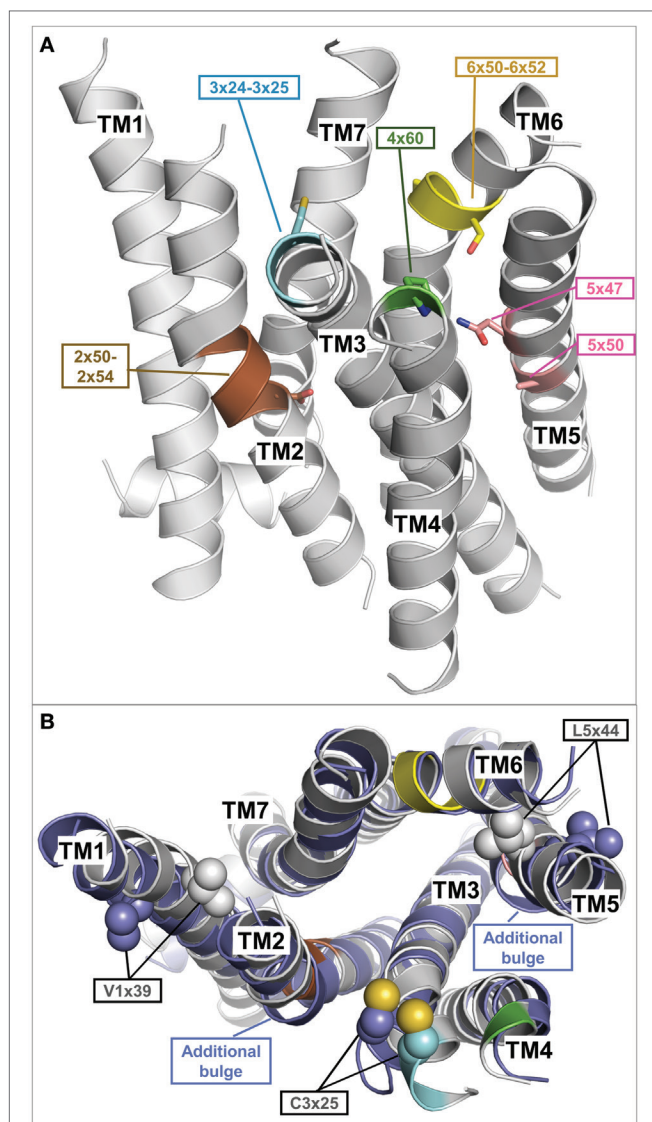 A
6x50-6x52
3x24-3x25
TM1
TM7
TM6
4x60
5x47
TM3
2x50-
2x54
5x50
TM2
TM5
TM4
B
L5x44
TM6
TM7
TM1
TM3
TM5
TM2
Additional
bulge
V1x39
Additional
bulge
TM4
C3x25